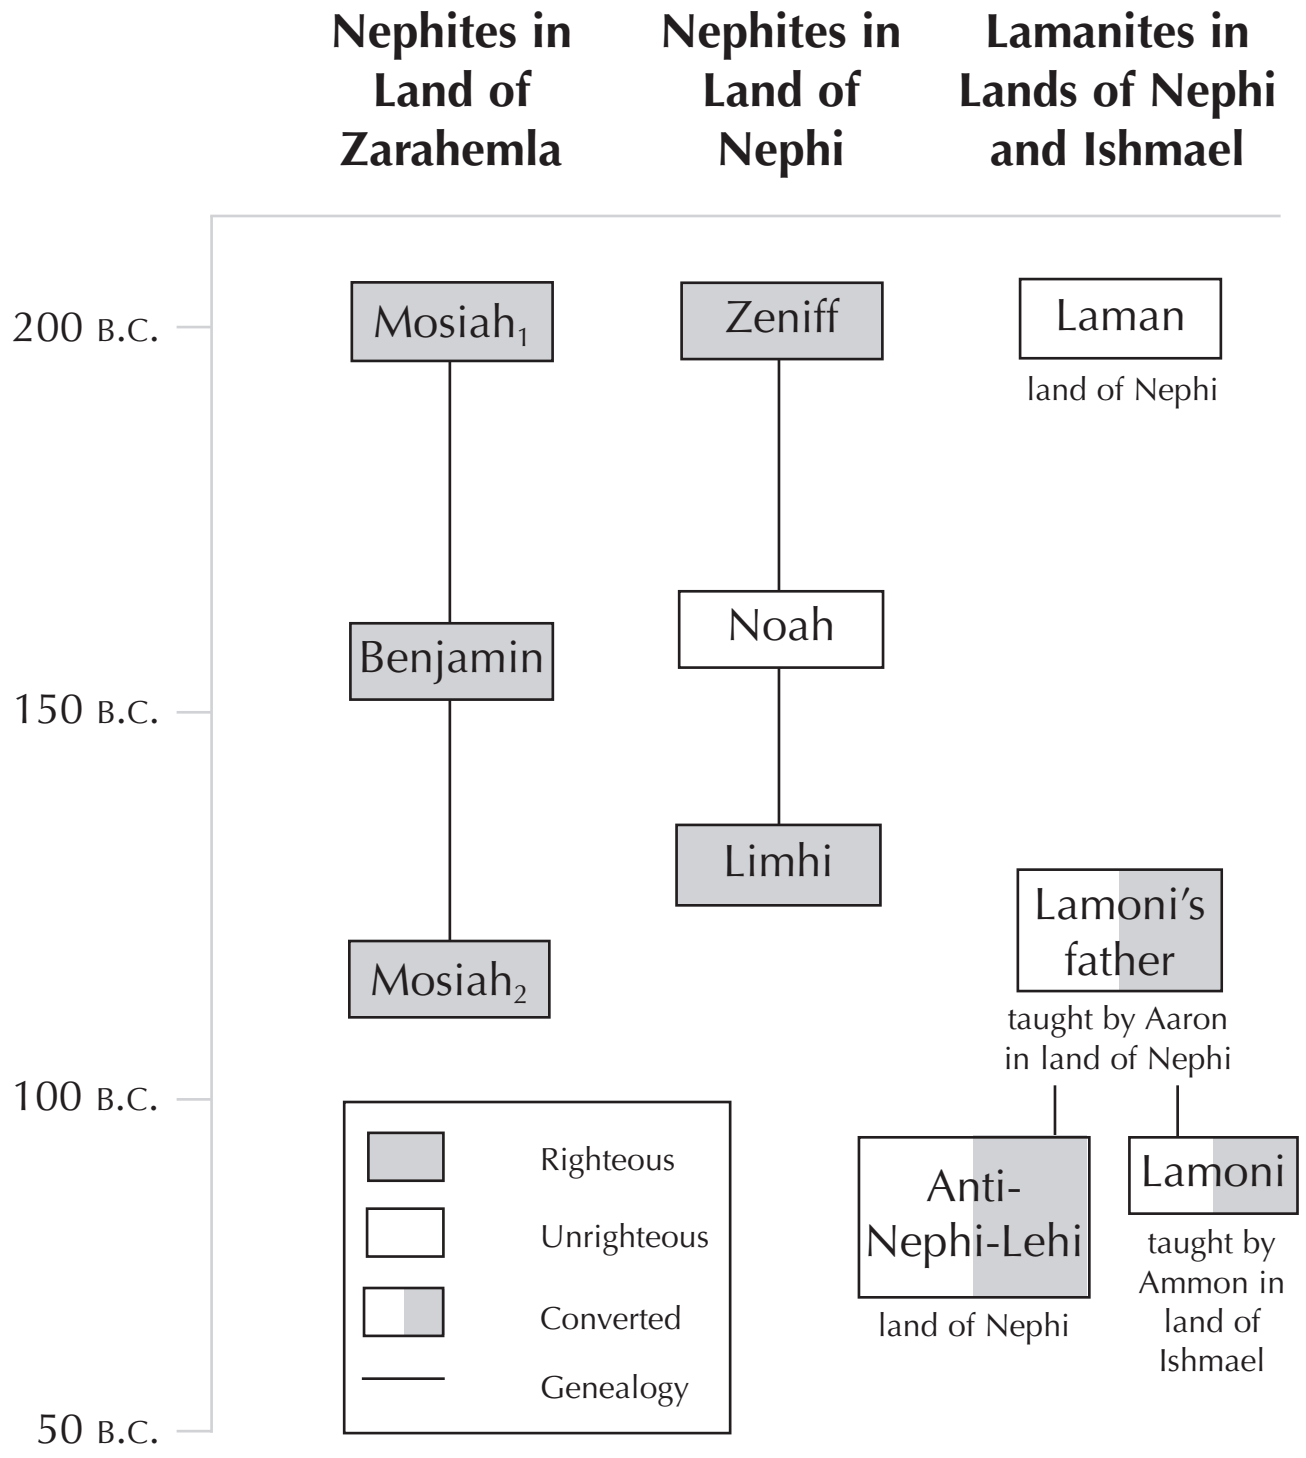 Nephites in
Land of
Zarahemla
Nephites in
Land of
Nephi
Lamanites in
Lands of Nephi
and Ishmael
200 B.C.
Mosiah₁
Zeniff
Laman
land of Nephi
Noah
Benjamin
150 B.C.
Limhi
Lamoni’s
father
taught by Aaron
in land of Nephi
Mosiah₂
100 B.C.
Anti-
Nephi-Lehi
land of Nephi
Lamoni
taught by
Ammon in
land of
Ishmael
Righteous
Unrighteous
Converted
Genealogy
50 B.C.